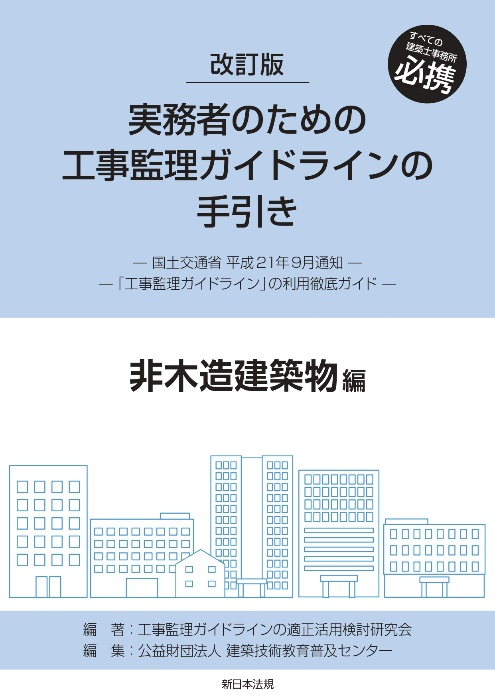 すべての
建築士事務所
必携
改訂版
実務者のための
工事監理ガイドラインの
手引き
― 国土交通省 平成21年9月通知 ―
―「工事監理ガイドライン」の利用徹底ガイド ―
非木造建築物編
編　著：工事監理ガイドラインの適正活用検討研究会
編　集：公益財団法人 建築技術教育普及センター
新日本法規